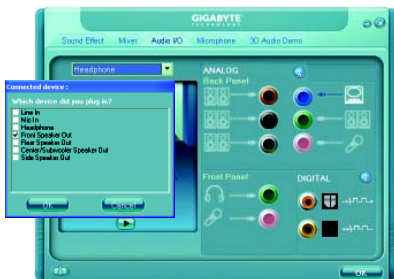 GIGABYTE
TECHNOLOGY
Sound Effect Mixer Audio I/O Microphone 3D Audio Demo
Headphone
ANALOG
Back Panel
Connected device :
Which device did you plug in?
Line In
Mic In
Headphone
Front Speaker Out
Rear Speaker Out
Center/Subwoofer Speaker Out
Side Speaker Out
OK Cancel
Front Panel
DIGITAL
OK